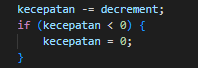 kecepatan -= decrement;
if (kecepatan < 0) {
    kecepatan = 0;
}